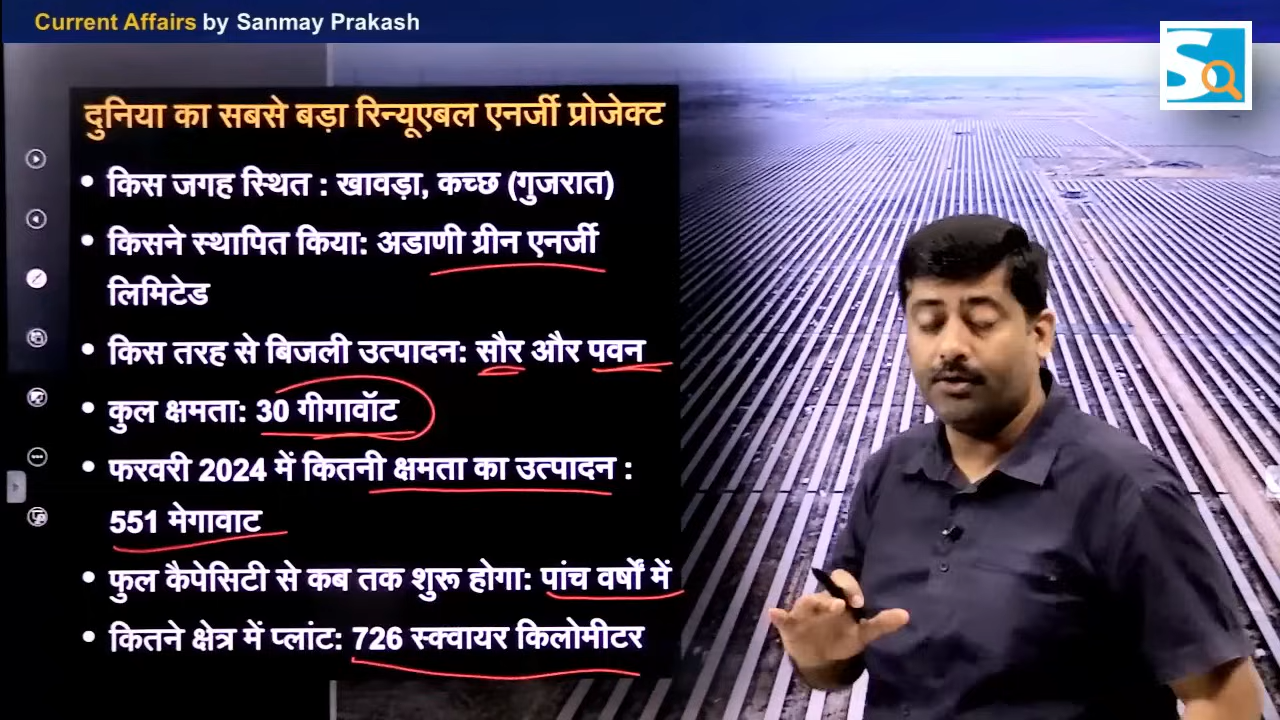 Current Affairs by Sanmay Prakash
दुनिया का सबसे बड़ा रिन्यूएबल एनर्जी प्रोजेक्ट
• किस जगह स्थित : खावड़ा, कच्छ (गुजरात)
• किसने स्थापित किया: अडाणी ग्रीन एनर्जी
लिमिटेड
• किस तरह से बिजली उत्पादन: सौर और पवन
• कुल क्षमता: 30 गीगावॉट
• फरवरी 2024 में कितनी क्षमता का उत्पादन :
551 मेगावाट
• फुल कैपेसिटी से कब तक शुरू होगा: पांच वर्षों में
• कितने क्षेत्र में प्लांट: 726 स्क्वायर किलोमीटर